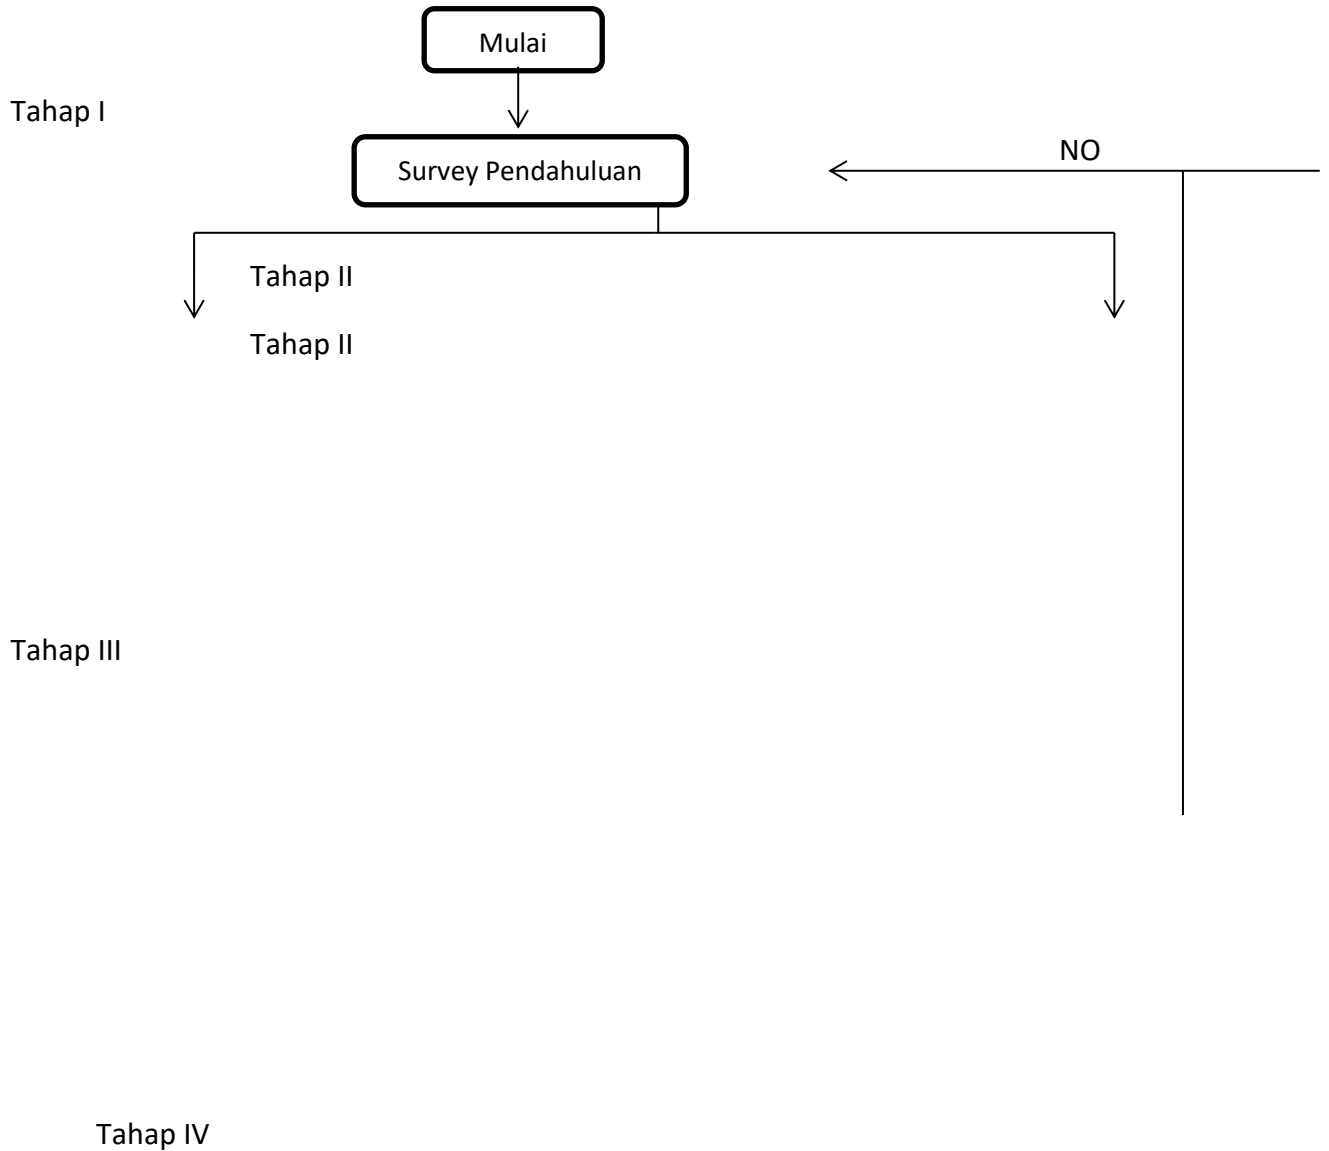 Mulai
Tahap I
NO
Survey Pendahuluan
Tahap II
Tahap II
Tahap III
Tahap IV